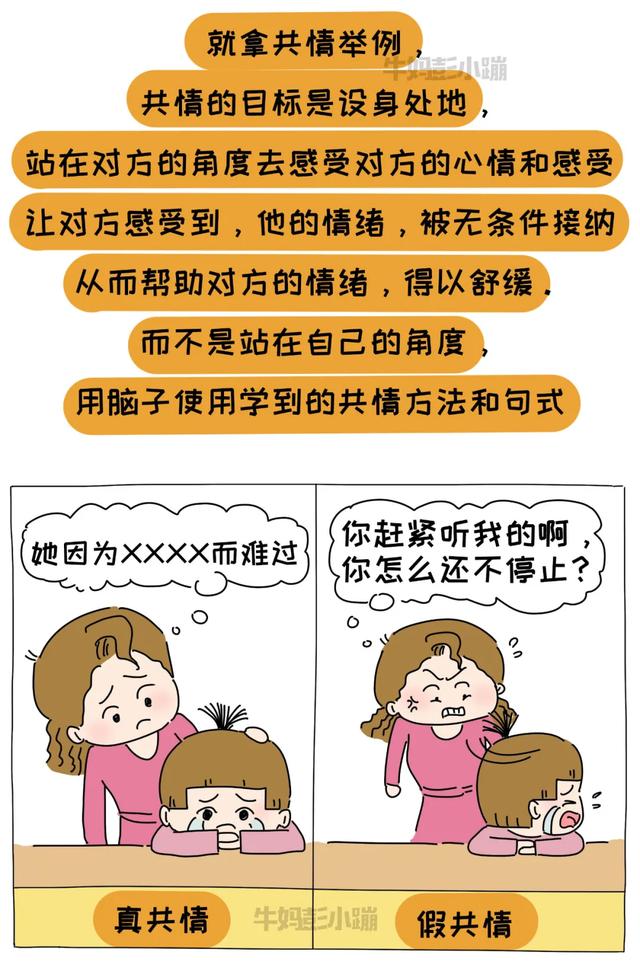 就拿共情举例，
牛妈彭小蹦
共情的目标是设身处地，
站在对方的角度去感受对方的心情和感受
让对方感受到，他的情绪，被无条件接纳
从而帮助对方的情绪，得以舒缓.
而不是站在自己的角度，
用脑子使用学到的共情方法和句式
她因为XXXX而难过
你赶紧听我的啊，
你怎么还不停止？
真共情
牛妈彭小蹦
假共情